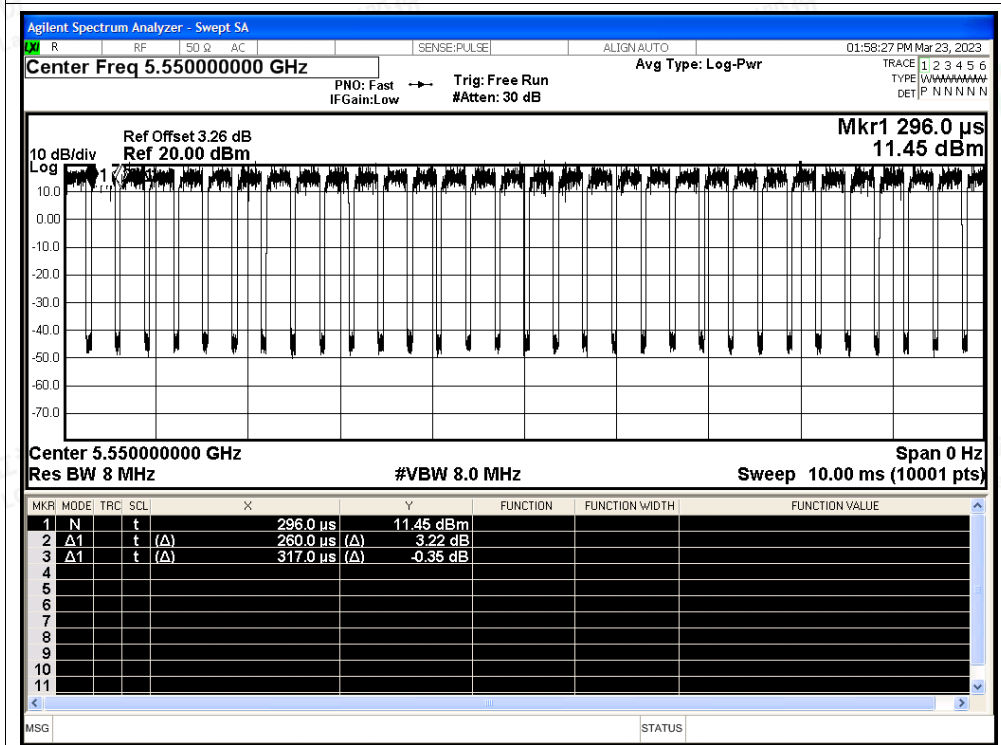 Agilent Spectrum Analyzer - Swept SA
LXI R RF 50 Ω AC SENSE:PULSE ALIGN AUTO 01:58:27 PM Mar 23, 2023
Center Freq 5.550000000 GHz Avg Type: Log-Pwr TRACE 1 2 3 4 5 6
PNO: Fast Trig: Free Run TYPE
IFGain:Low #Atten: 30 dB DET P N N N N N
Mkr1 296.0 µs
Ref Offset 3.26 dB
10 dB/div Ref 20.00 dBm 11.45 dBm
Log
1
10.0
0.00
-10.0
-20.0
-30.0
-40.0
-50.0
-60.0
-70.0
Center 5.550000000 GHz Span 0 Hz
Res BW 8 MHz #VBW 8.0 MHz Sweep 10.00 ms (10001 pts)
MKR MODE TRC SCL X Y FUNCTION FUNCTION WIDTH FUNCTION VALUE
1 N t 296.0 µs 11.45 dBm
2 Δ1 t (Δ) 260.0 µs (Δ) 3.22 dB
3 Δ1 t (Δ) 317.0 µs (Δ) -0.35 dB
4
5
6
7
8
9
10
11
MSG STATUS